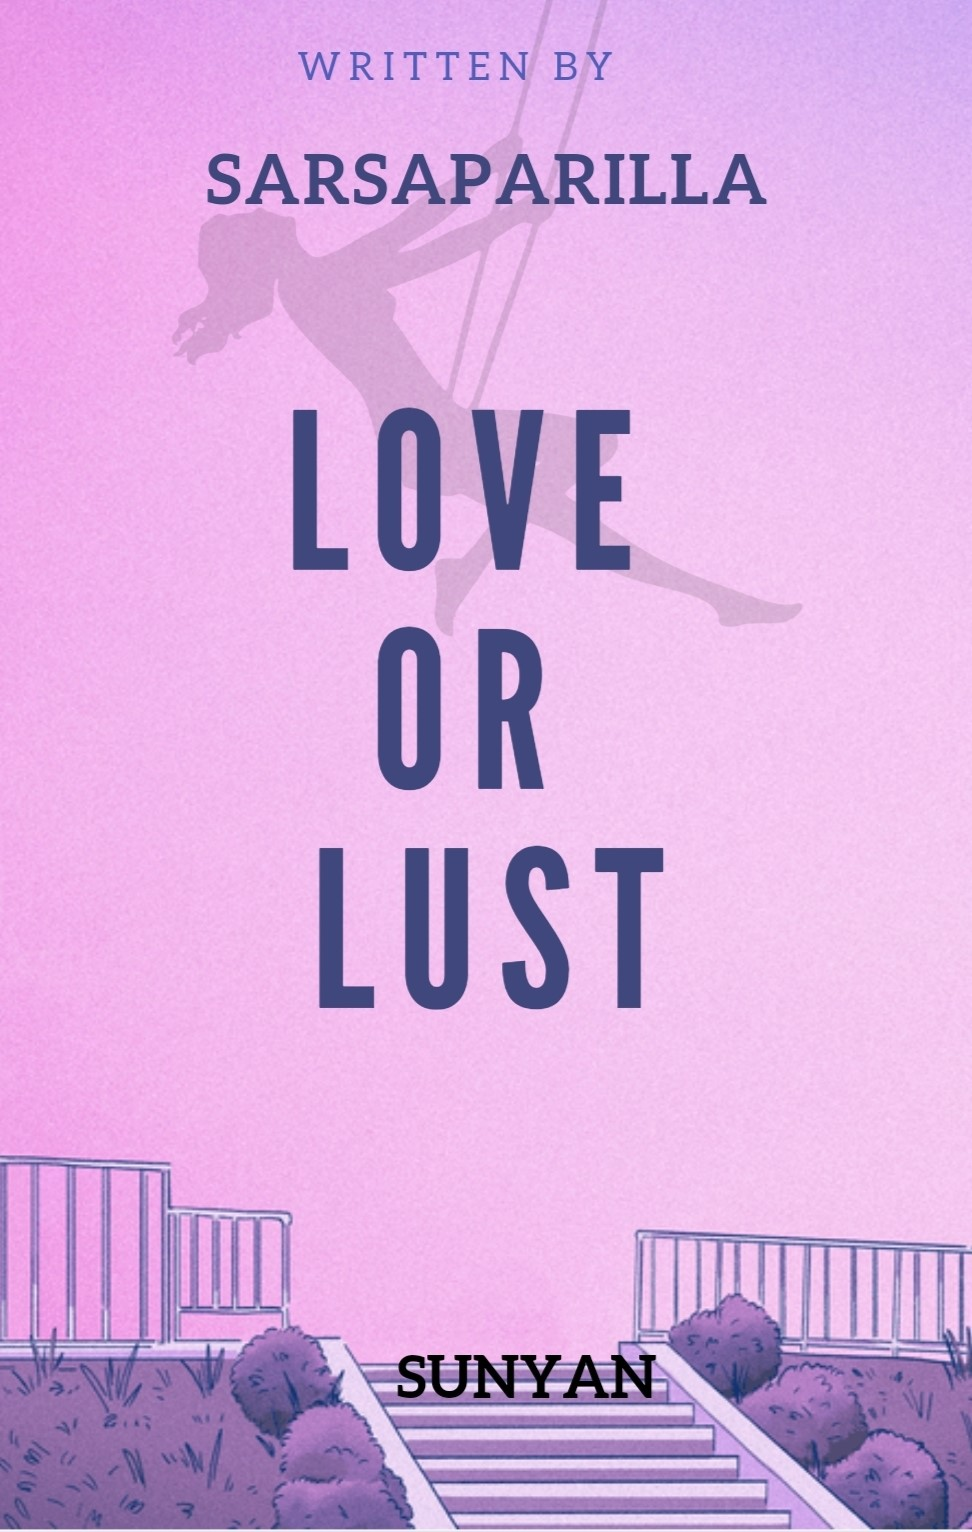 WRITTEN BY
SARSAPARILLA
LOVE
OR
LUST
SUNYAN